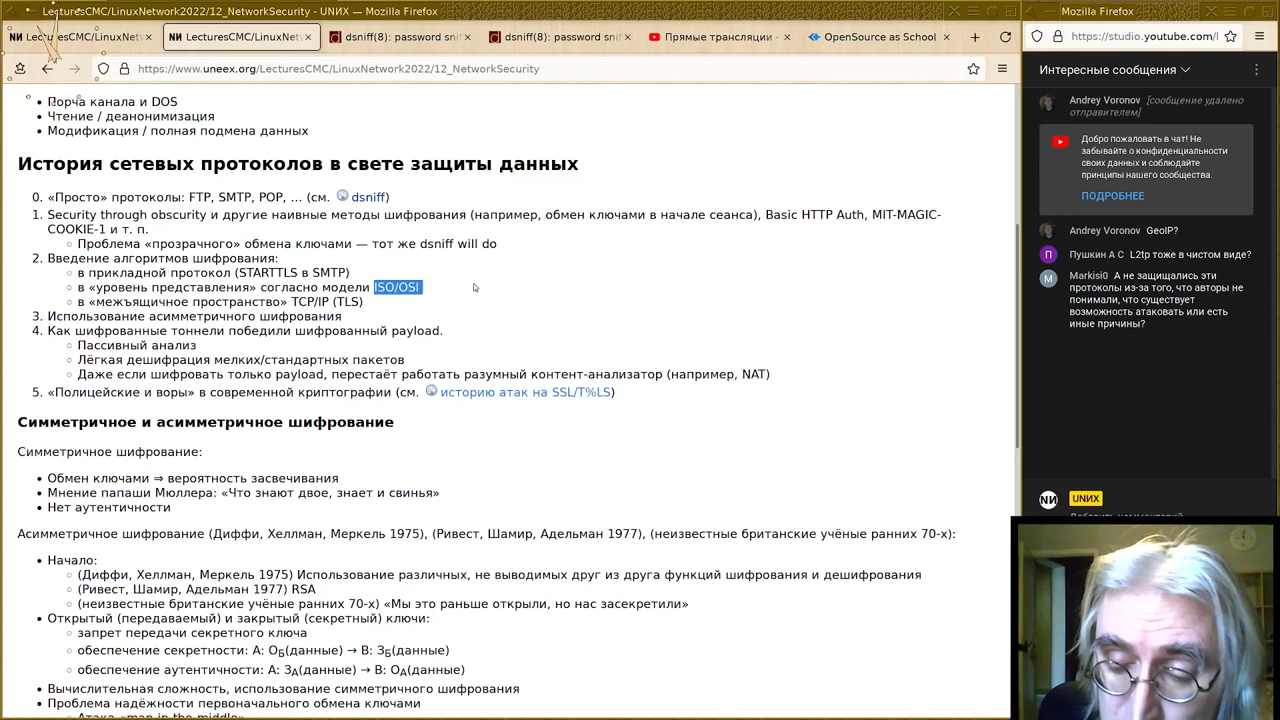 LecturesCMC/LinuxNetwork2022/12_NetworkSecurity - UNИX — Mozilla Firefox
Mozilla Firefox
LecturesCMC/LinuxNetw
LecturesCMC/LinuxNetw
dsniff(8): password snif
dsniff(8): password snif
Прямые трансляции -
OpenSource as School
https://studio.youtube.com/l
https://www.uneex.org/LecturesCMC/LinuxNetwork2022/12_NetworkSecurity
Порча канала и DOS
Чтение / деанонимизация
Модификация / полная подмена данных
История сетевых протоколов в свете защиты данных
0. «Просто» протоколы: FTP, SMTP, POP, … (см. dsniff)
1. Security through obscurity и другие наивные методы шифрования (например, обмен ключами в начале сеанса), Basic HTTP Auth, MIT-MAGIC-
COOKIE-1 и т. п.
Проблема «прозрачного» обмена ключами — тот же dsniff will do
2. Введение алгоритмов шифрования:
в прикладной протокол (STARTTLS в SMTP)
в «уровень представления» согласно модели ISO/OSI
в «межъящичное пространство» TCP/IP (TLS)
3. Использование асимметричного шифрования
4. Как шифрованные тоннели победили шифрованный payload.
Пассивный анализ
Лёгкая дешифрация мелких/стандартных пакетов
Даже если шифровать только payload, перестаёт работать разумный контент-анализатор (например, NAT)
5. «Полицейские и воры» в современной криптографии (см. историю атак на SSL/T%LS)
Симметричное и асимметричное шифрование
Симметричное шифрование:
Обмен ключами ⇒ вероятность засвечивания
Мнение папаши Мюллера: «Что знают двое, знает и свинья»
Нет аутентичности
Асимметричное шифрование (Диффи, Хеллман, Меркель 1975), (Ривест, Шамир, Адельман 1977), (неизвестные британские учёные ранних 70-х):
Начало:
(Диффи, Хеллман, Меркель 1975) Использование различных, не выводимых друг из друга функций шифрования и дешифрования
(Ривест, Шамир, Адельман 1977) RSA
(неизвестные британские учёные ранних 70-х) «Мы это раньше открыли, но нас засекретили»
Открытый (передаваемый) и закрытый (секретный) ключи:
запрет передачи секретного ключа
обеспечение секретности: A: OБ(данные) → B: ЗБ(данные)
обеспечение аутентичности: A: ЗА(данные) → B: OА(данные)
Вычислительная сложность, использование симметричного шифрования
Проблема надёжности первоначального обмена ключами
Атака «man in the middle»
Интересные сообщения
Andrey Voronov [сообщение удалено
отправителем]
Добро пожаловать в чат! Не
забывайте о конфиденциальности
своих данных и соблюдайте
принципы нашего сообщества.
ПОДРОБНЕЕ
Andrey Voronov GeoIP?
П Пушкин А С L2tp тоже в чистом виде?
M Markisi0 А не защищались эти
протоколы из-за того, что авторы не
понимали, что существует
возможность атаковать или есть
иные причины?
NИ UNИX